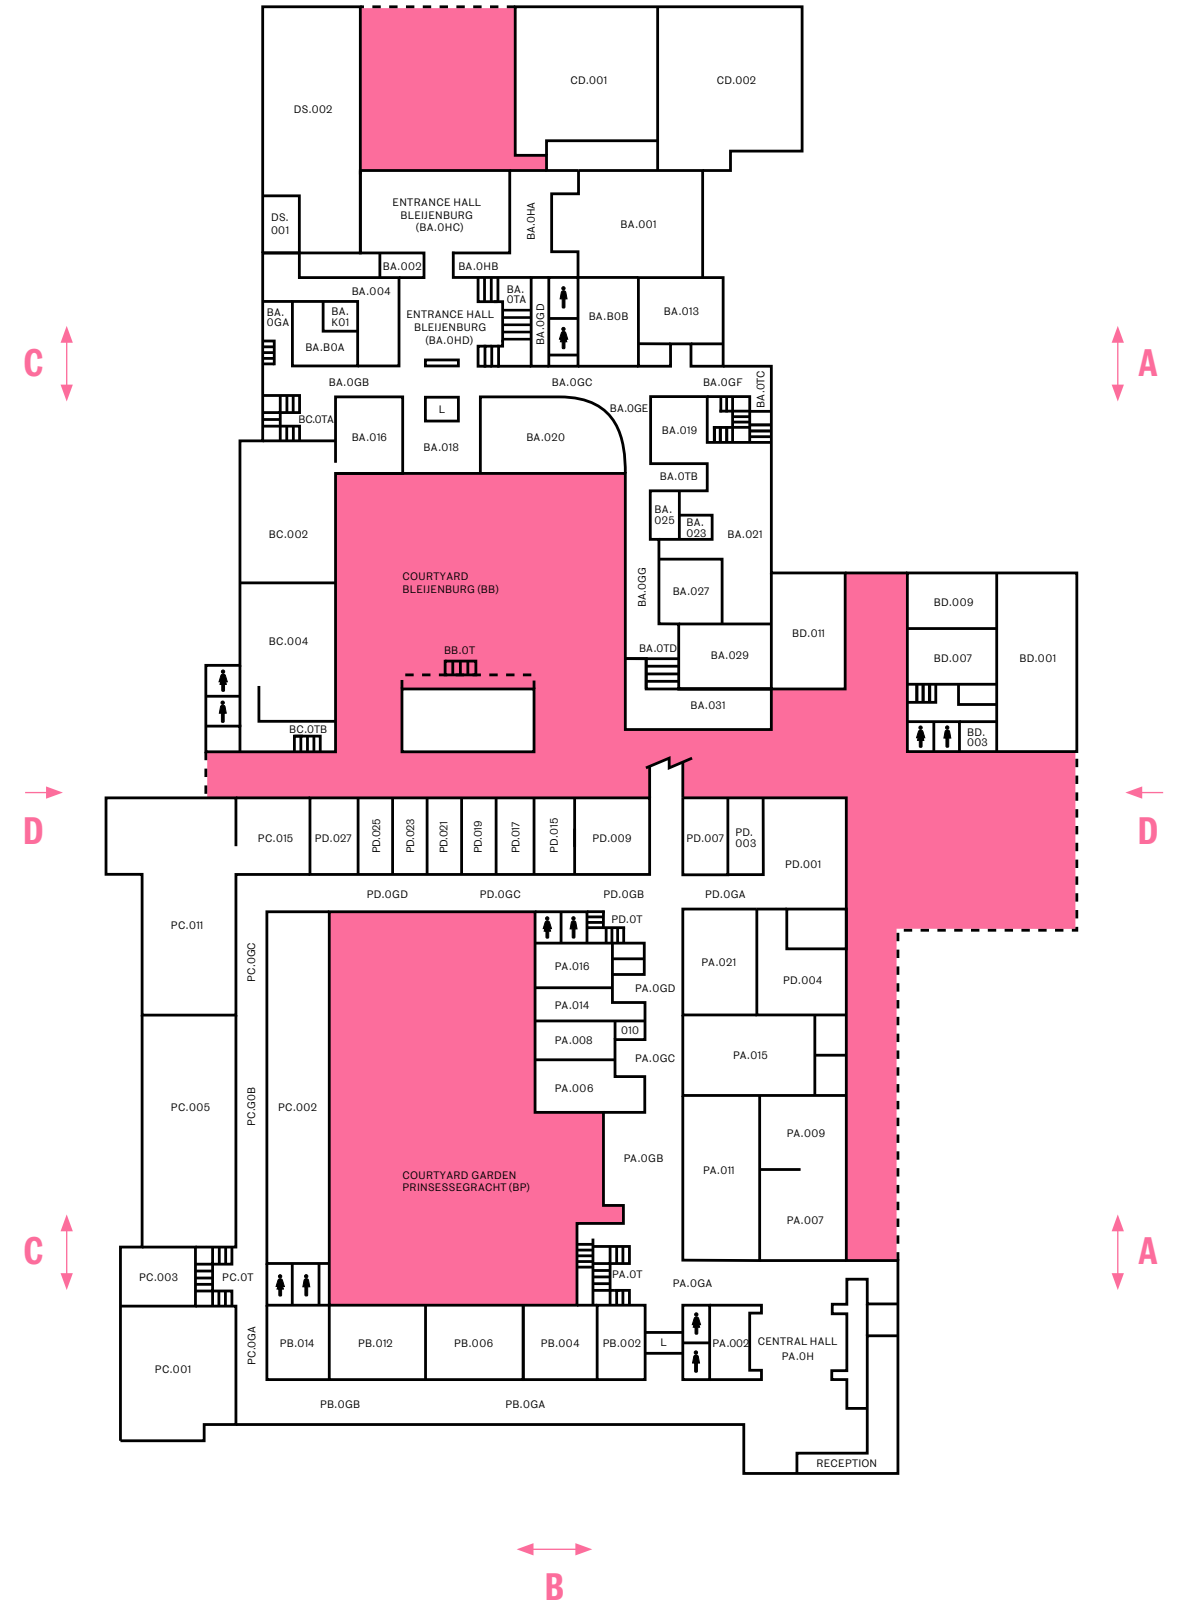 CD.001
CD.002
DS.002
ENTRANCE HALL
BLEIJENBURG
(BA.0HC)
BA.0HA
BA.001
DS.
001
BA.002
BA.0HB
BA.004
BA.
0TA
BA.
0GA
BA.
K01
ENTRANCE HALL
BLEIJENBURG
(BA.0HD)
BA.0GD
BA.B0B
BA.013
BA.B0A
C
A
BA.0GB
BA.0GC
BA.0GF
BA.0TC
L
BA.0GE
BC.0TA
BA.016
BA.018
BA.020
BA.019
BA.0TB
BA.
025
BA.
023
BA.021
BC.002
COURTYARD
BLEIJENBURG (BB)
BA.0GG
BA.027
BD.009
BD.011
BC.004
BB.0T
BA.0TD
BA.029
BD.007
BD.001
BA.031
BC.0TB
BD.
003
D
D
PC.015
PD.027
PD.025
PD.023
PD.021
PD.019
PD.017
PD.015
PD.009
PD.007
PD.
003
PD.001
PD.0GD
PD.0GC
PD.0GB
PD.0GA
PC.011
PD.0T
PC.0GC
PA.016
PA.021
PD.004
PA.0GD
PA.014
010
PA.008
PA.0GC
PA.015
PA.006
PC.005
PC.G0B
PC.002
PA.009
PA.0GB
PA.011
COURTYARD GARDEN
PRINSESSEGRACHT (BP)
PA.007
C
A
PC.003
PC.0T
PA.0T
PA.0GA
PC.0GA
PB.014
PB.012
PB.006
PB.004
PB.002
L
PA.002
CENTRAL HALL
PA.0H
PC.001
PB.0GB
PB.0GA
RECEPTION
B